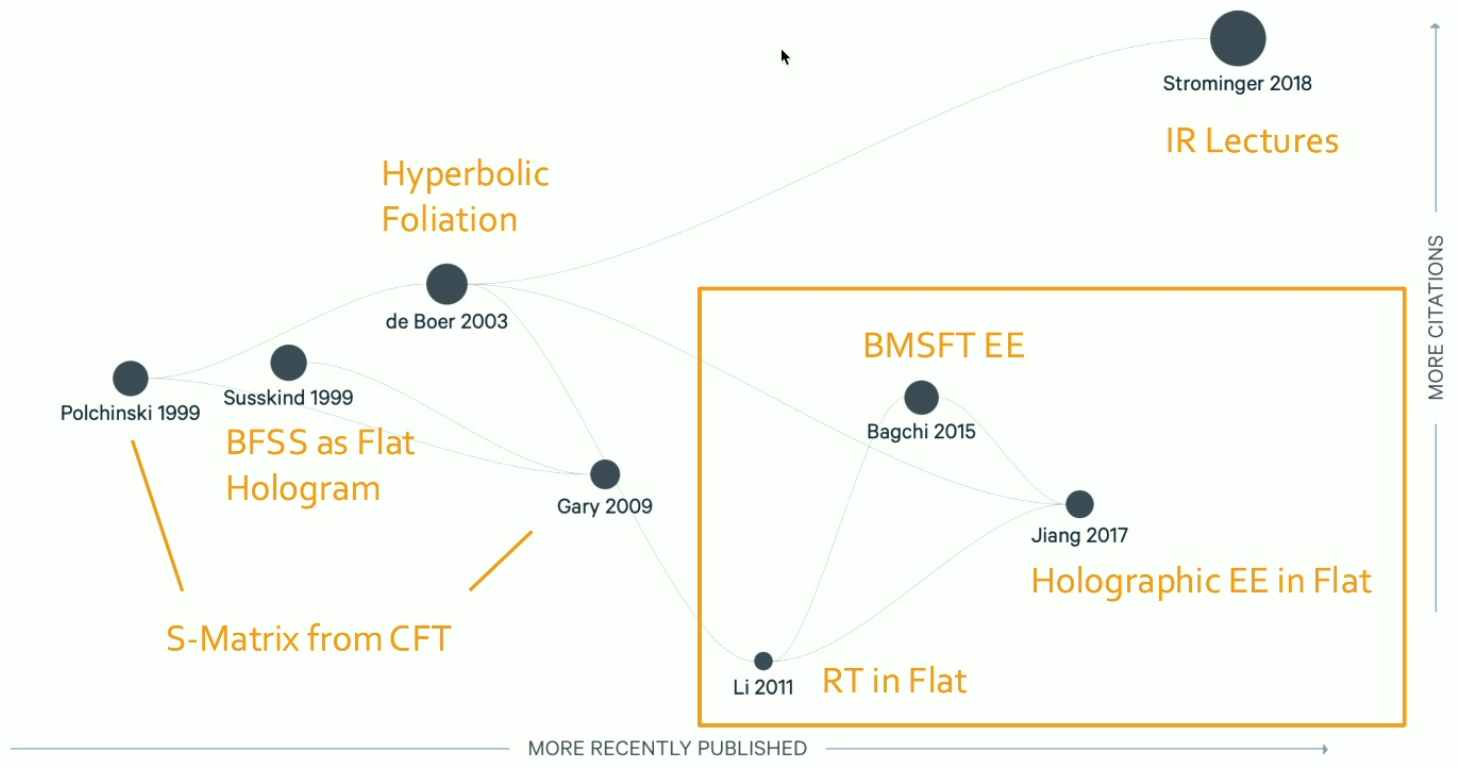 Strominger 2018
IR Lectures
Hyperbolic
Foliation
de Boer 2003
Polchinski 1999
Susskind 1999
BFSS as Flat
Hologram
Gary 2009
S-Matrix from CFT
BMSFT EE
Bagchi 2015
Jiang 2017
Holographic EE in Flat
Li 2011
RT in Flat
MORE RECENTLY PUBLISHED
MORE CITATIONS